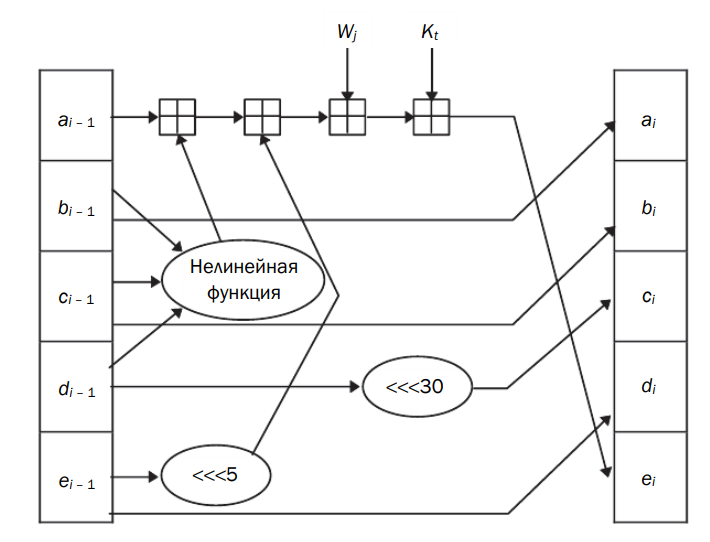 Wⱼ Kₜ
aᵢ₋₁ aᵢ
bᵢ₋₁ bᵢ
Нелинейная
функция
cᵢ₋₁ cᵢ
dᵢ₋₁ <<<30 dᵢ
eᵢ₋₁ <<<5 eᵢ